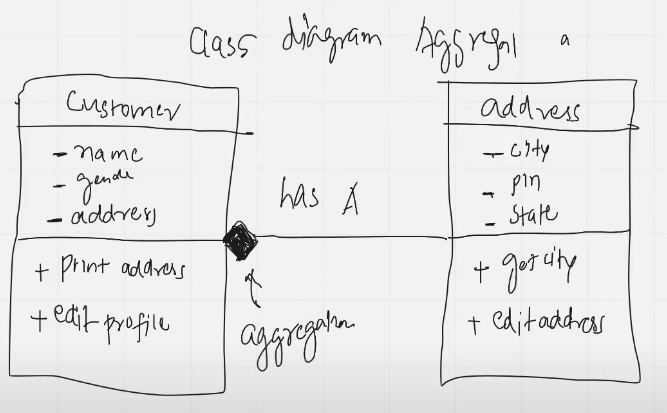 Class diagram Aggregat a
Customer
- name
- gende
- address
+ print address
+ edit profile
has A
aggregation
address
- city
- pin
- state
+ get city
+ edit address